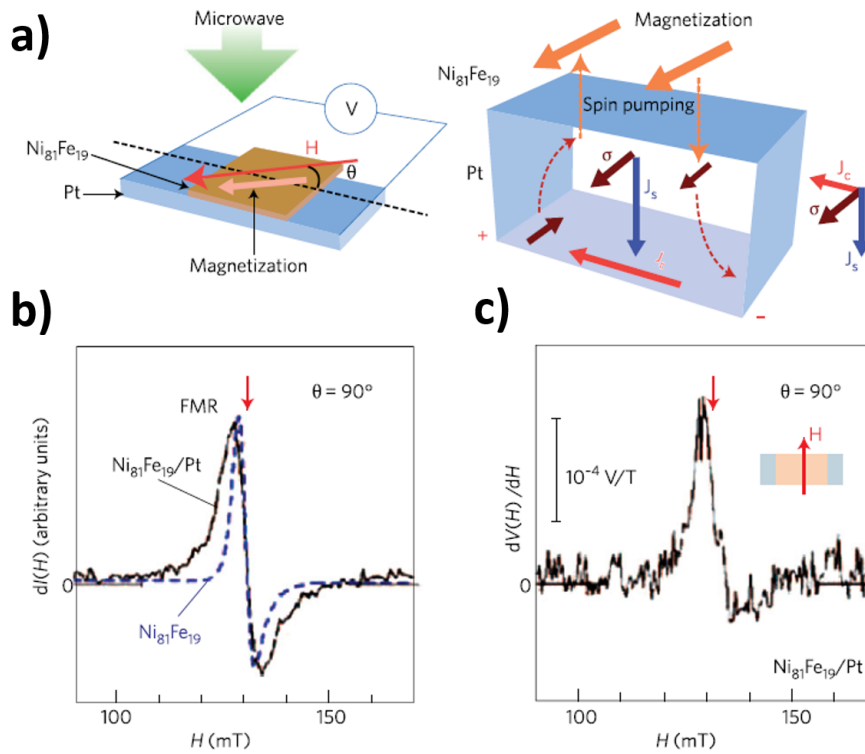 a)
Microwave
V
Ni81Fe19
H
θ
Pt
Magnetization
Magnetization
Ni81Fe19
Spin pumping
Pt
σ
Js
Jc
σ
Js
+
-
b)
FMR
θ = 90°
Ni81Fe19/Pt
Ni81Fe19
dI(H) (arbitrary units)
0
100
150
H (mT)
c)
θ = 90°
H
10⁻⁴ V/T
dV(H)/dH
0
Ni81Fe19/Pt
100
150
H (mT)